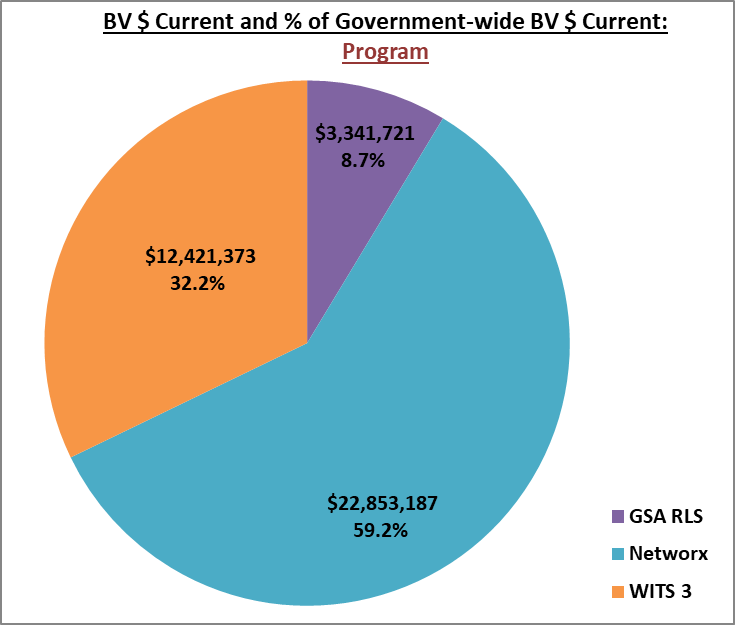 BV $ Current and % of Government-wide BV $ Current:
Program
$3,341,721
8.7%
$12,421,373
32.2%
$22,853,187
59.2%
GSA RLS
Networx
WITS 3